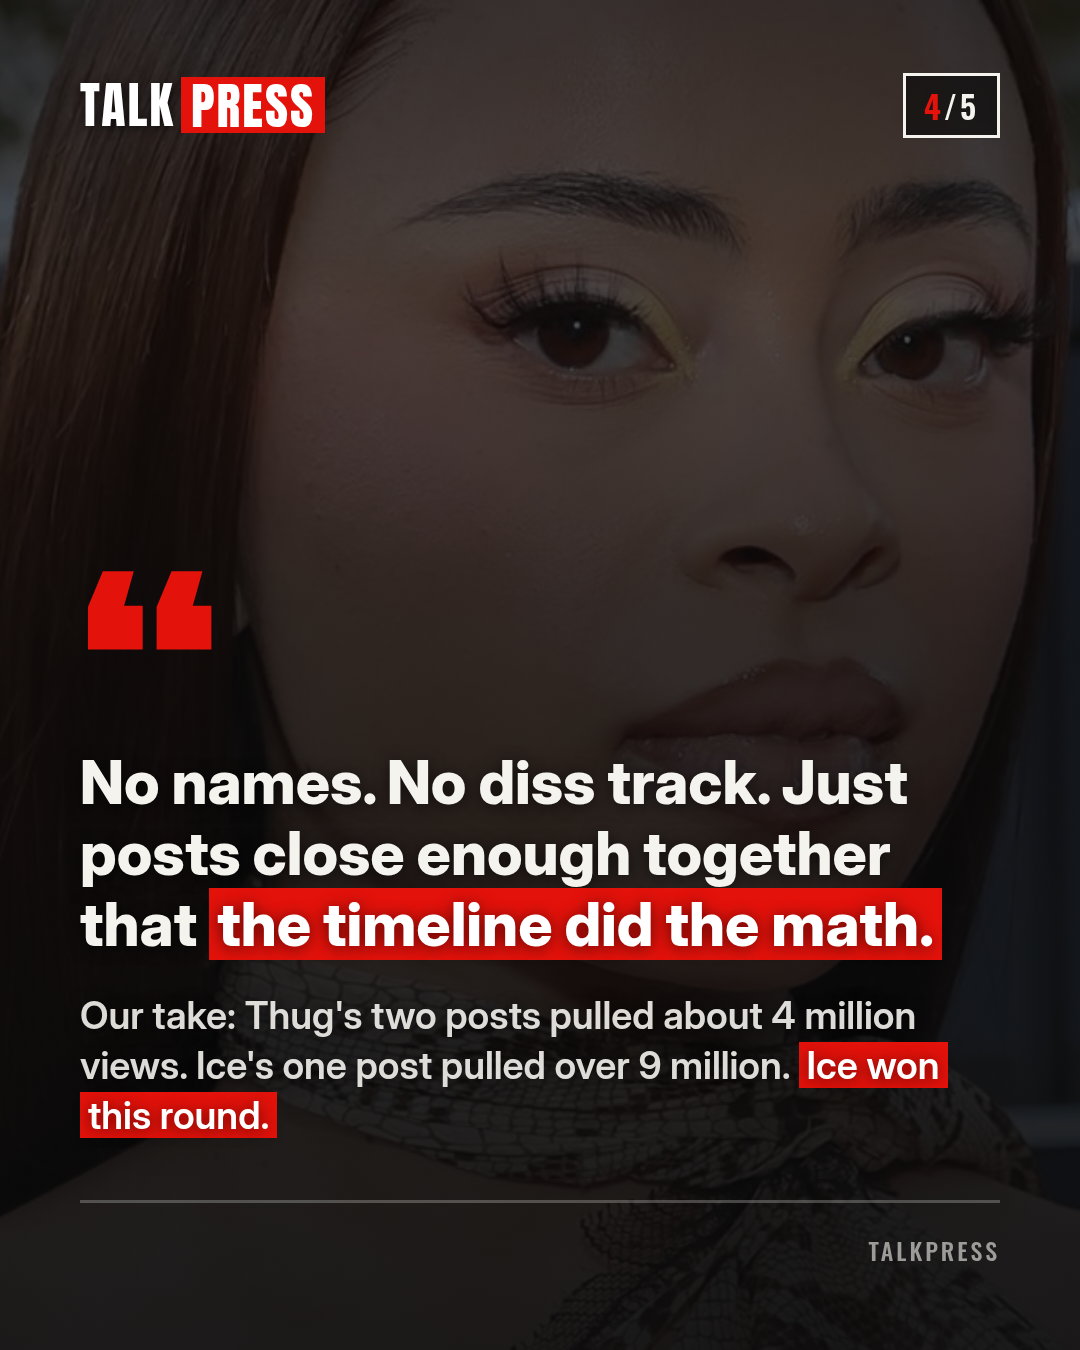 TALK PRESS
4/5
“
No names. No diss track. Just
posts close enough together
that the timeline did the math.
Our take: Thug's two posts pulled about 4 million
views. Ice's one post pulled over 9 million. Ice won
this round.
TALKPRESS